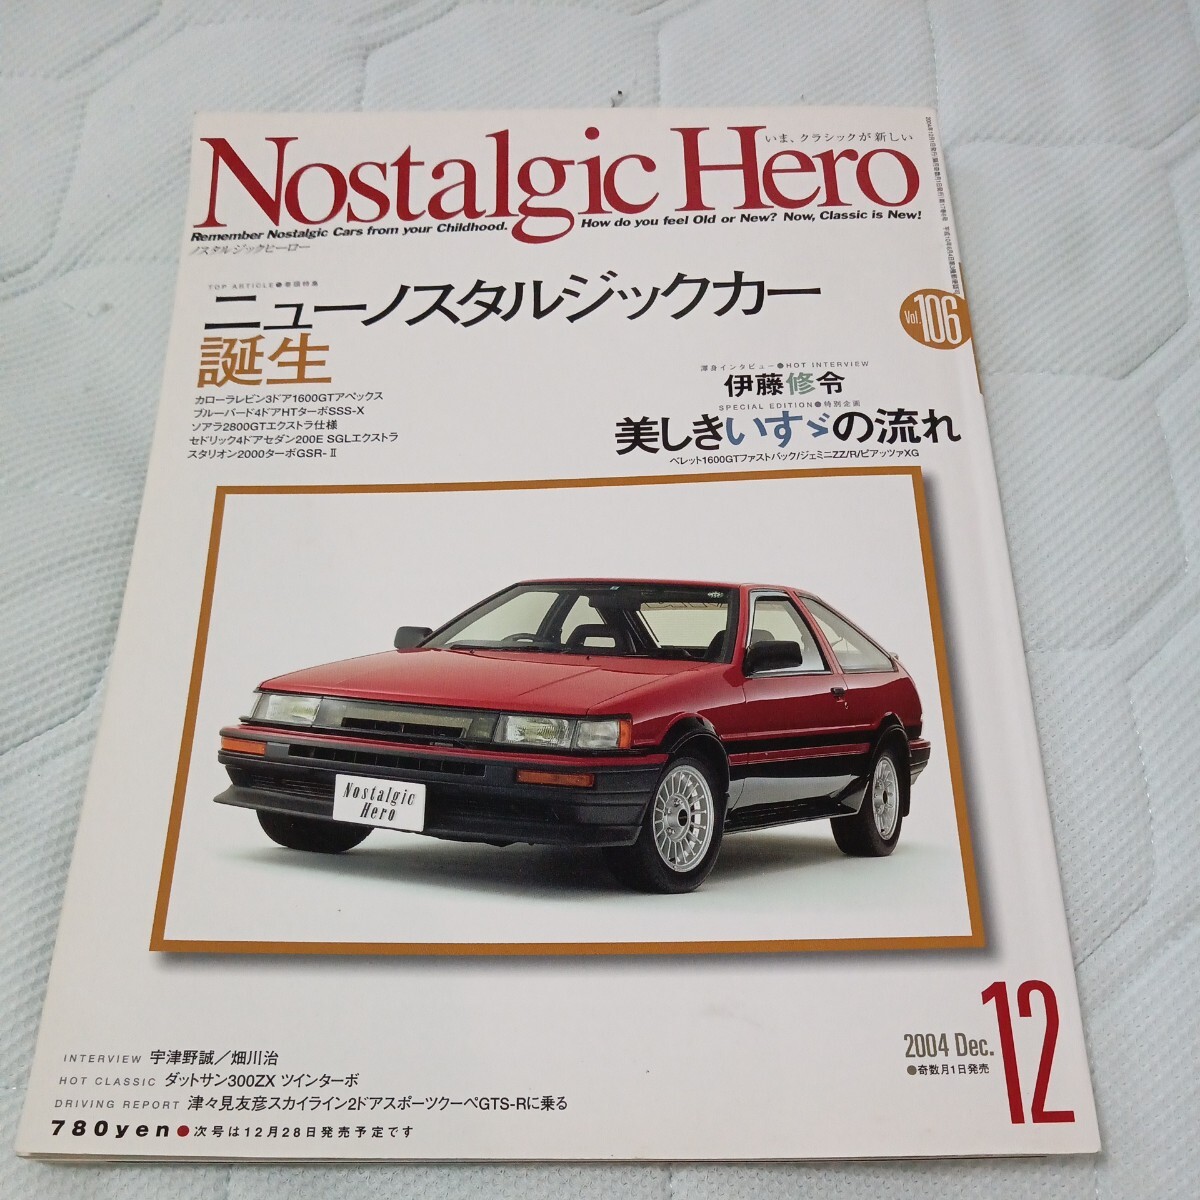 いま、クラシックが新しい
Nostalgic Hero
Remember Nostalgic Cars from your Childhood. How do you feel Old or New? Now, Classic is New!
ノスタルジックヒーロー
TOP ARTICLE●巻頭特集
ニューノスタルジックカー
誕生
カローラレビン3ドア1600GTアペックス
ブルーバード4ドアHTターボSSS-X
ソアラ2800GTエクストラ仕様
セドリック4ドアセダン200E SGLエクストラ
スタリオン2000ターボGSR-Ⅱ
Vol.106
渾身インタビュー●HOT INTERVIEW
伊藤修令
SPECIAL EDITION●特別企画
美しきいすゞの流れ
ベレット1600GTファストバック/ジェミニZZ/R/ピアッツァXG
Nostalgic
Hero
2004 Dec. 12
●奇数月1日発売
INTERVIEW 宇津野誠／畑川治
HOT CLASSIC ダットサン300ZX ツインターボ
DRIVING REPORT 津々見友彦スカイライン2ドアスポーツクーペGTS-Rに乗る
780yen●次号は12月28日発売予定です